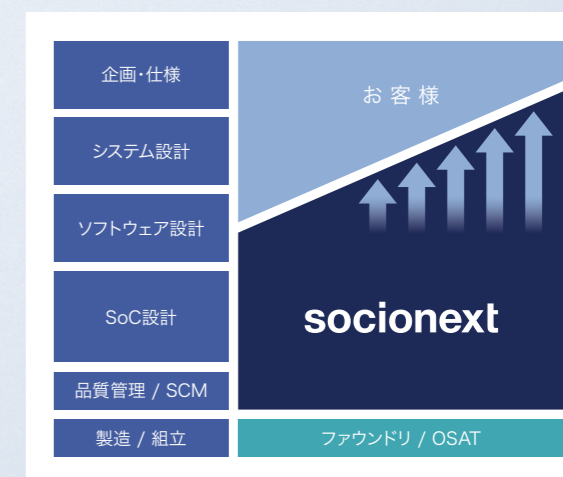 企画・仕様
お客様
システム設計
ソフトウェア設計
SoC設計
socionext
品質管理 / SCM
製造 / 組立
ファウンドリ / OSAT